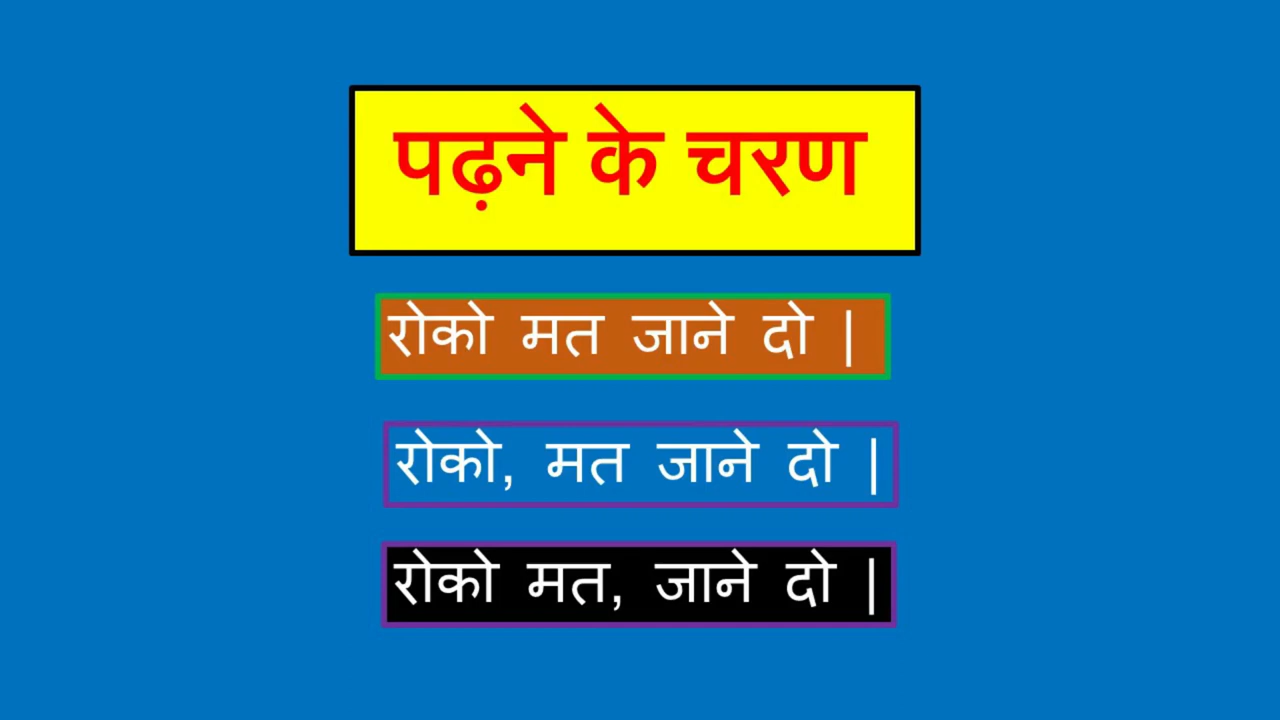 पढ़ने के चरण
रोको मत जाने दो |
रोको, मत जाने दो |
रोको मत, जाने दो |